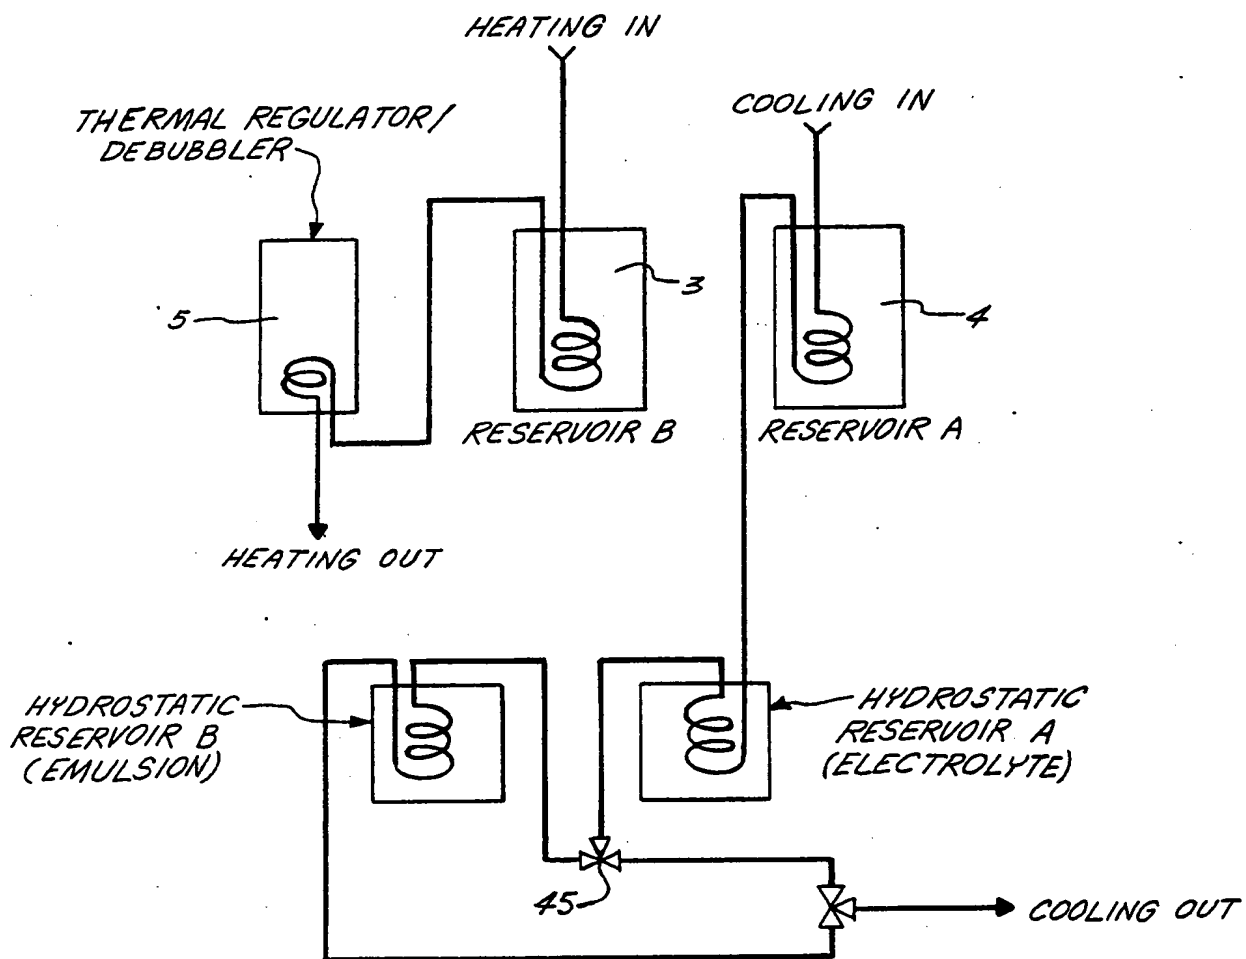 HEATING IN
COOLING IN
THERMAL REGULATOR/
DEBUBBLER
3
5
4
RESERVOIR B
RESERVOIR A
HEATING OUT
HYDROSTATIC
RESERVOIR B
(EMULSION)
HYDROSTATIC
RESERVOIR A
(ELECTROLYTE)
45
COOLING OUT